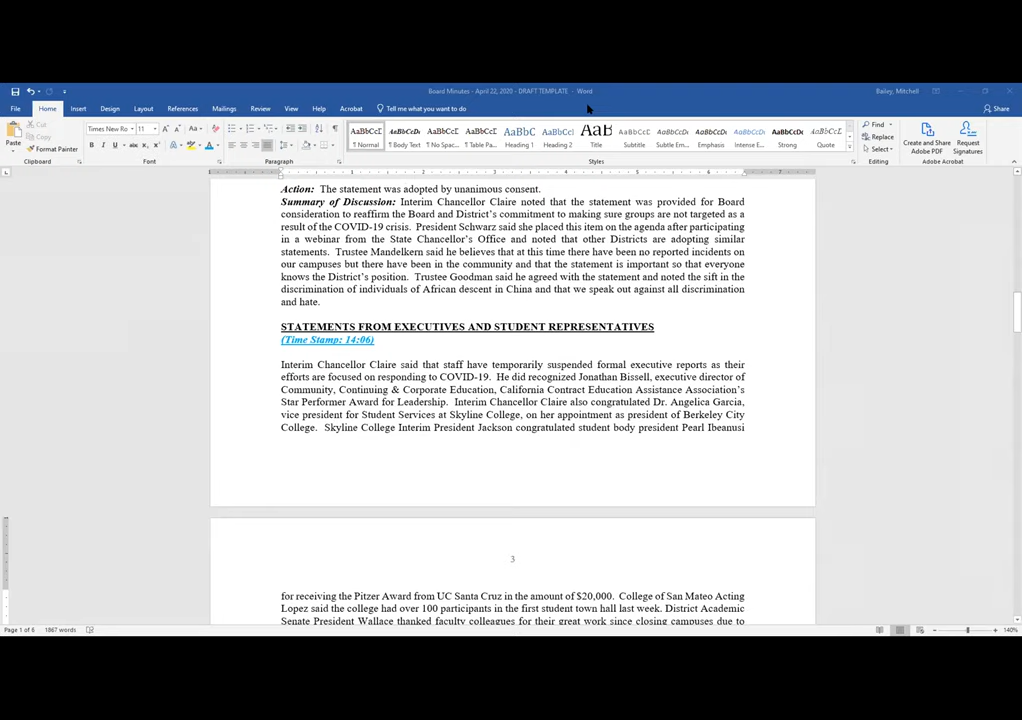 Board Minutes - April 22, 2020 - DRAFT TEMPLATE - Word
Bailey, Mitchell
File Home Insert Design Layout References Mailings Review View Help Acrobat Tell me what you want to do
Share
Paste
Cut
Copy
Format Painter
Clipboard
Times New Ro 11
Font
Paragraph
¶ Normal ¶ Body Text ¶ No Spac... ¶ Table Pa... Heading 1 Heading 2 Title Subtitle Subtle Em... Emphasis Intense E... Strong Quote
Styles
Find
Replace
Select
Editing
Create and Share Adobe PDF
Request Signatures
Adobe Acrobat
Action: The statement was adopted by unanimous consent.
Summary of Discussion: Interim Chancellor Claire noted that the statement was provided for Board
consideration to reaffirm the Board and District's commitment to making sure groups are not targeted as a
result of the COVID-19 crisis. President Schwarz said she placed this item on the agenda after participating
in a webinar from the State Chancellor's Office and noted that other Districts are adopting similar
statements. Trustee Mandelkern said he believes that at this time there have been no reported incidents on
our campuses but there have been in the community and that the statement is important so that everyone
knows the District's position. Trustee Goodman said he agreed with the statement and noted the sift in the
discrimination of individuals of African descent in China and that we speak out against all discrimination
and hate.
STATEMENTS FROM EXECUTIVES AND STUDENT REPRESENTATIVES
(Time Stamp: 14:06)
Interim Chancellor Claire said that staff have temporarily suspended formal executive reports as their
efforts are focused on responding to COVID-19. He did recognized Jonathan Bissell, executive director of
Community, Continuing & Corporate Education, California Contract Education Assistance Association's
Star Performer Award for Leadership. Interim Chancellor Claire also congratulated Dr. Angelica Garcia,
vice president for Student Services at Skyline College, on her appointment as president of Berkeley City
College. Skyline College Interim President Jackson congratulated student body president Pearl Ibeanusi
3
for receiving the Pitzer Award from UC Santa Cruz in the amount of $20,000. College of San Mateo Acting
Lopez said the college had over 100 participants in the first student town hall last week. District Academic
Senate President Wallace thanked faculty colleagues for their great work since closing campuses due to
Page 1 of 6 1867 words
140%